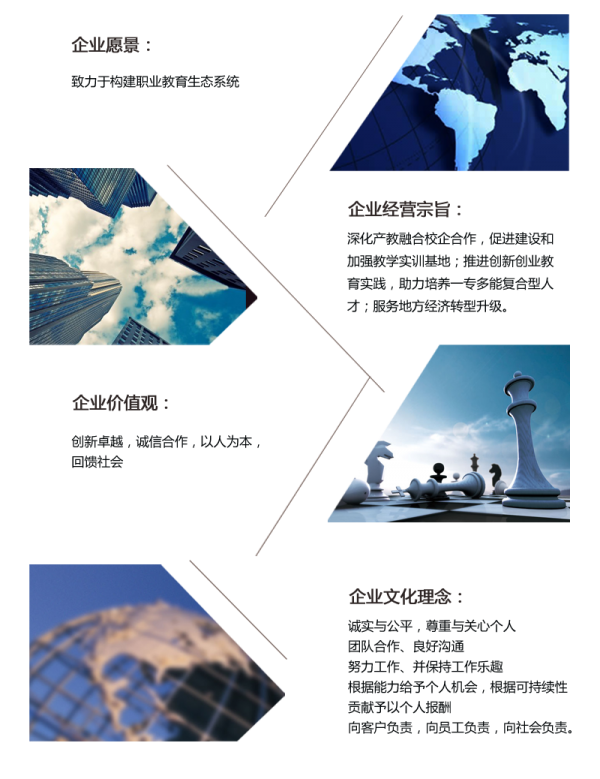 企业愿景：
致力于构建职业教育生态系统
企业经营宗旨：
深化产教融合校企合作，促进建设和
加强教学实训基地；推进创新创业教
育实践，助力培养一专多能复合型人
才；服务地方经济转型升级。
企业价值观：
创新卓越，诚信合作，以人为本，
回馈社会
企业文化理念：
诚实与公平，尊重与关心个人
团队合作、良好沟通
努力工作、并保持工作乐趣
根据能力给予个人机会，根据可持续性
贡献予以个人报酬
向客户负责，向员工负责，向社会负责。